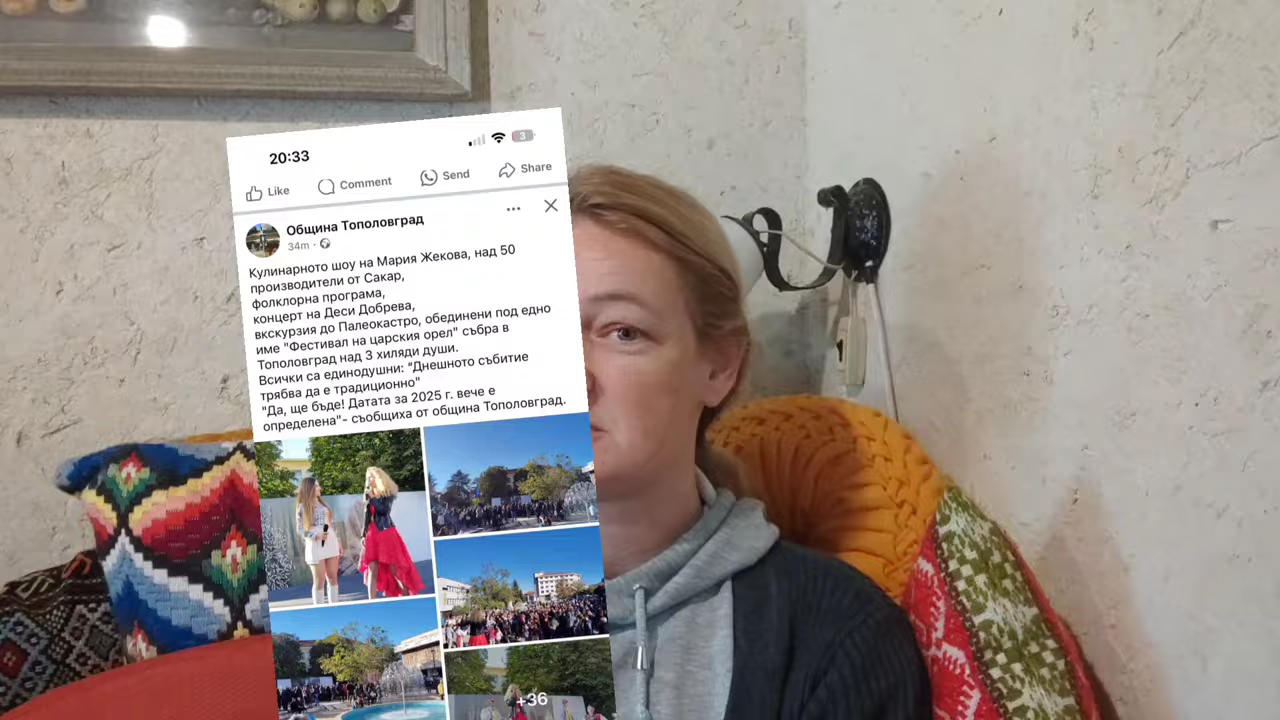 20:33
3
Like
Comment
Send
Share
Община Тополовград
34m ·
Кулинарното шоу на Мария Жекова, над 50
производители от Сакар,
фолклорна програма,
концерт на Деси Добрева,
вкскурзия до Палеокастро, обединени под едно
име "Фестивал на царския орел" събра в
Тополовград над 3 хиляди души.
Всички са единодушни: “Днешното събитие
трябва да е традиционно"
"Да, ще бъде! Датата за 2025 г. вече е
определена"- съобщиха от община Тополовград.
+36